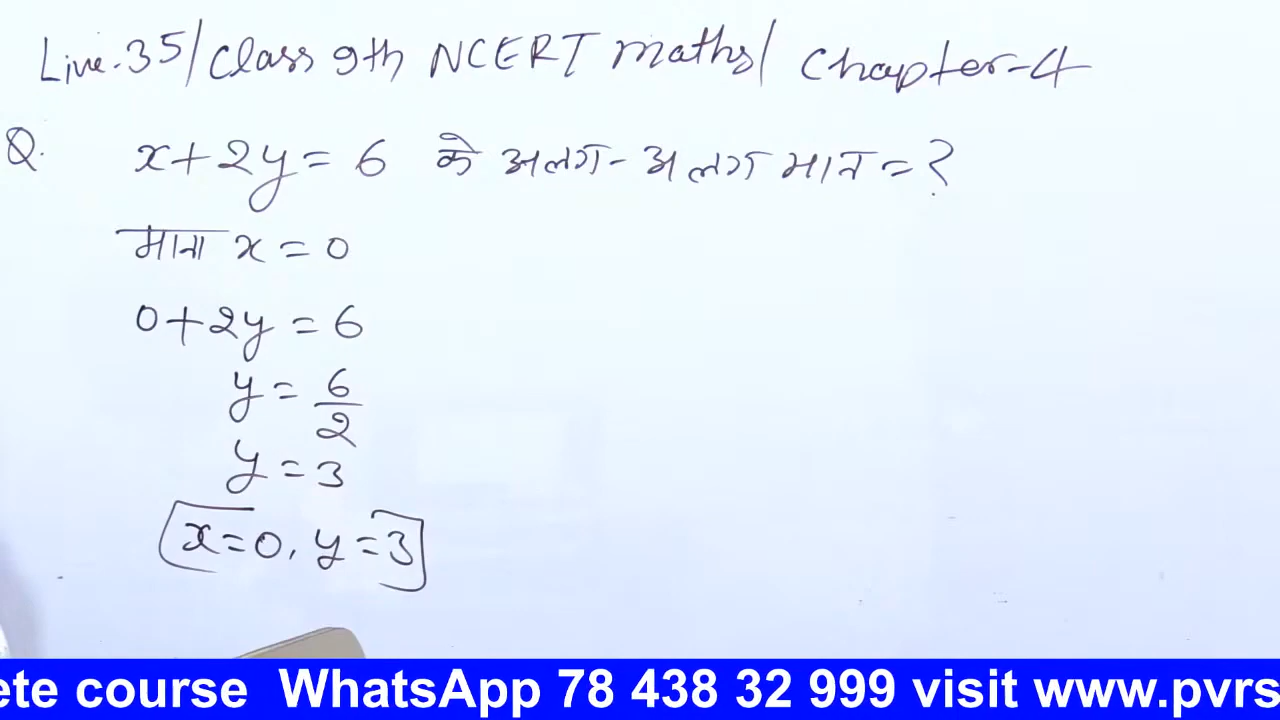 Live-35/Class 9th NCERT maths/ Chapter-4
Q. x+2y=6 के अलग-अलग मान=?
माना x=0
0+2y=6
y=6/2
y=3
x=0, y=3
ete course WhatsApp 78 438 32 999 visit www.pvrs